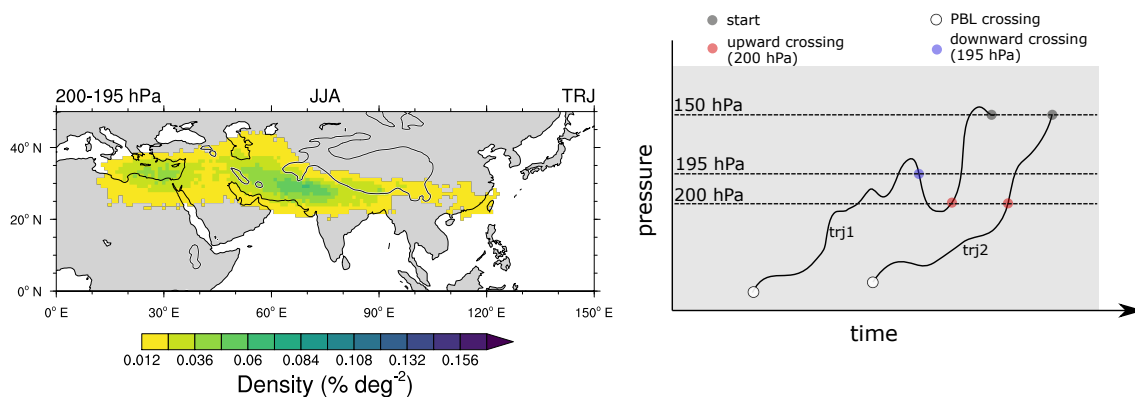 200-195 hPa JJA TRJ
40° N
20° N
0° N
0° E 30° E 60° E 90° E 120° E 150° E
0.012 0.036 0.06 0.084 0.108 0.132 0.156
Density (% deg⁻²)
start
PBL crossing
upward crossing
(200 hPa)
downward crossing
(195 hPa)
150 hPa
195 hPa
200 hPa
trj1
trj2
pressure
time